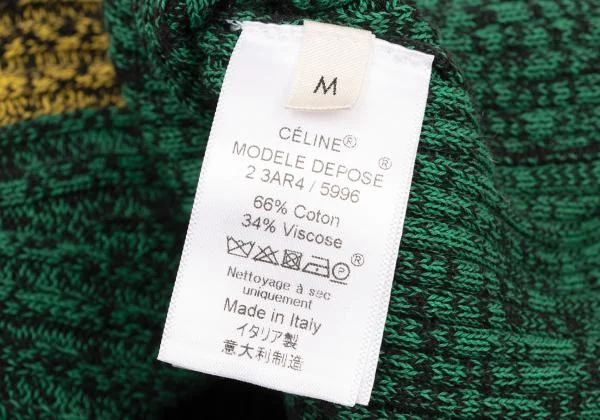 M
CÉLINE®
MODELE DEPOSE®
2 3AR4 / 5996
66% Coton
34% Viscose
P ®
Nettoyage à sec
uniquement
Made in Italy
イタリア製
意大利制造